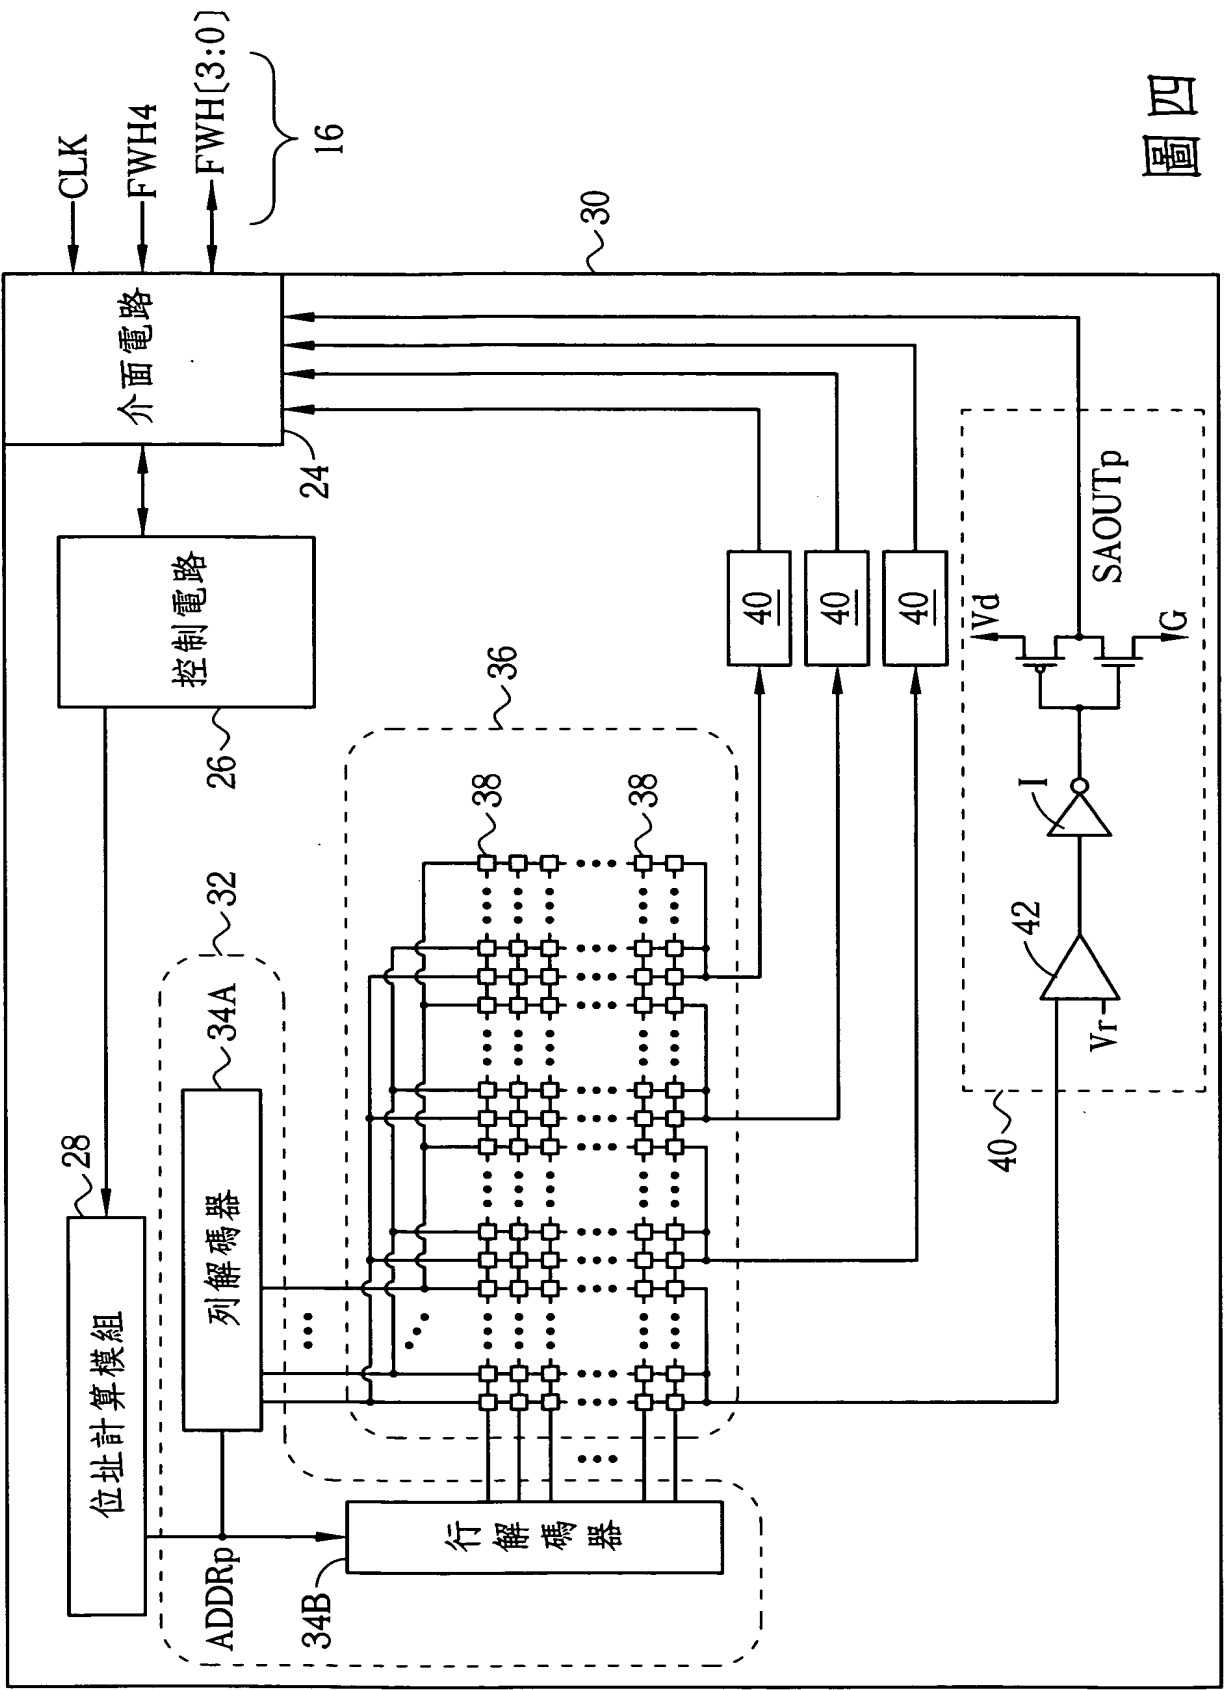 CLK
FWH4
FWH[3:0]
16
30
介面電路
24
控制電路
26
位址計算模組
28
32
34A
列解碼器
ADDRp
34B
行解碼器
36
38
38
40
40
40
40
42
Vr
I
Vd
G
SAOUTp
圖四